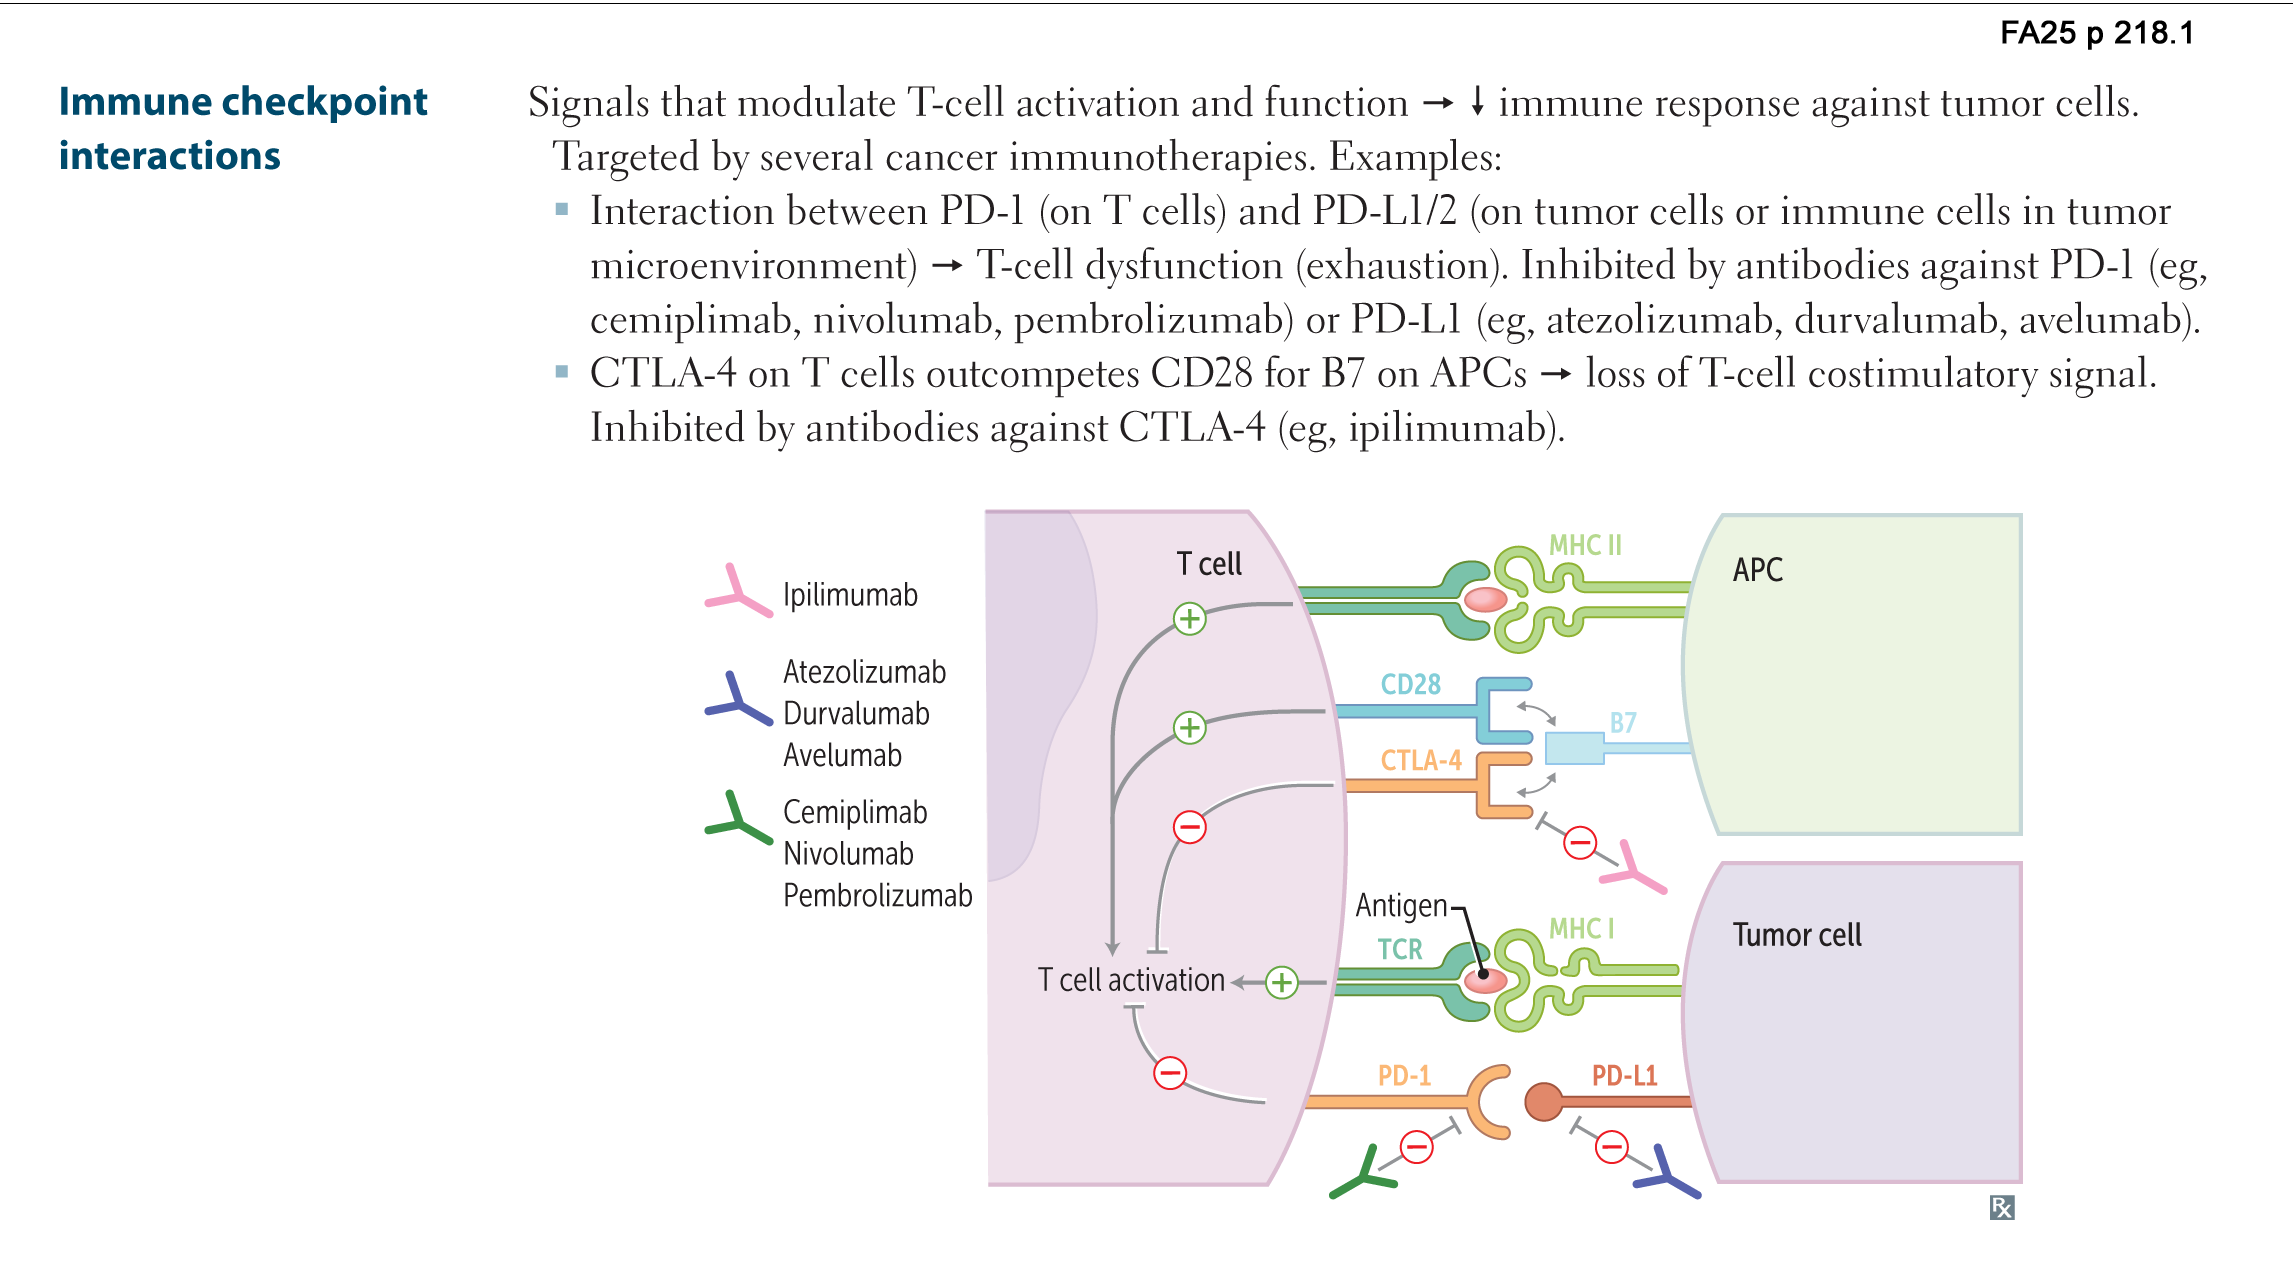 FA25 p 218.1
Immune checkpoint
interactions
Signals that modulate T-cell activation and function → ↓ immune response against tumor cells.
Targeted by several cancer immunotherapies. Examples:
▪ Interaction between PD-1 (on T cells) and PD-L1/2 (on tumor cells or immune cells in tumor
microenvironment) → T-cell dysfunction (exhaustion). Inhibited by antibodies against PD-1 (eg,
cemiplimab, nivolumab, pembrolizumab) or PD-L1 (eg, atezolizumab, durvalumab, avelumab).
▪ CTLA-4 on T cells outcompetes CD28 for B7 on APCs → loss of T-cell costimulatory signal.
Inhibited by antibodies against CTLA-4 (eg, ipilimumab).
Ipilimumab
Atezolizumab
Durvalumab
Avelumab
Cemiplimab
Nivolumab
Pembrolizumab
T cell
MHC II
APC
+
CD28
+
B7
CTLA-4
−
−
Antigen
TCR
MHC I
Tumor cell
T cell activation
+
−
PD-1
PD-L1
−
−
Rx